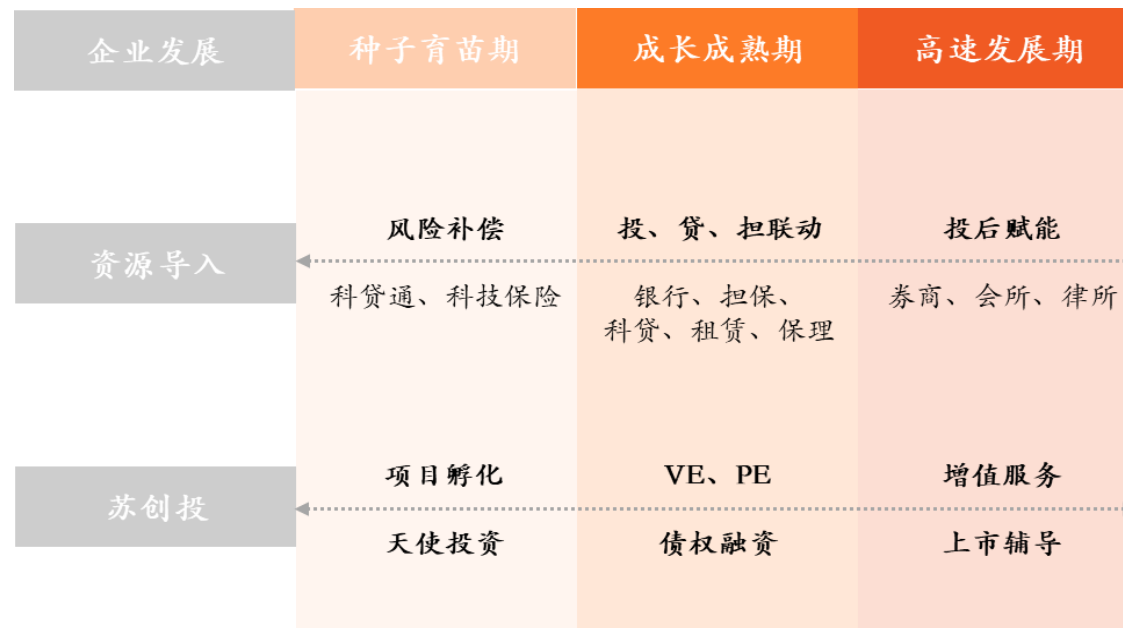 企业发展 种子育苗期 成长成熟期 高速发展期
风险补偿 投、贷、担联动 投后赋能
资源导入
科贷通、科技保险 银行、担保、 券商、会所、律所
科贷、租赁、保理
项目孵化 VE、PE 增值服务
苏创投
天使投资 债权融资 上市辅导